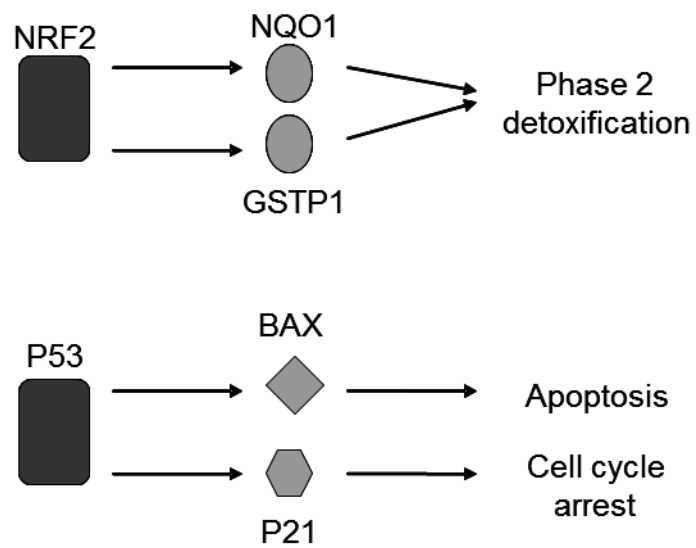 NRF2
NQO1
GSTP1
Phase 2
detoxification
P53
BAX
P21
Apoptosis
Cell cycle
arrest